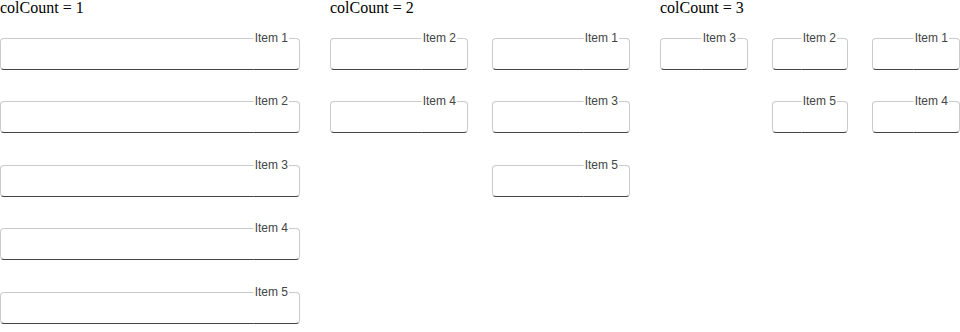 colCount = 1
Item 1
Item 2
Item 3
Item 4
Item 5
colCount = 2
Item 2 Item 1
Item 4 Item 3
Item 5
colCount = 3
Item 3 Item 2 Item 1
Item 5 Item 4